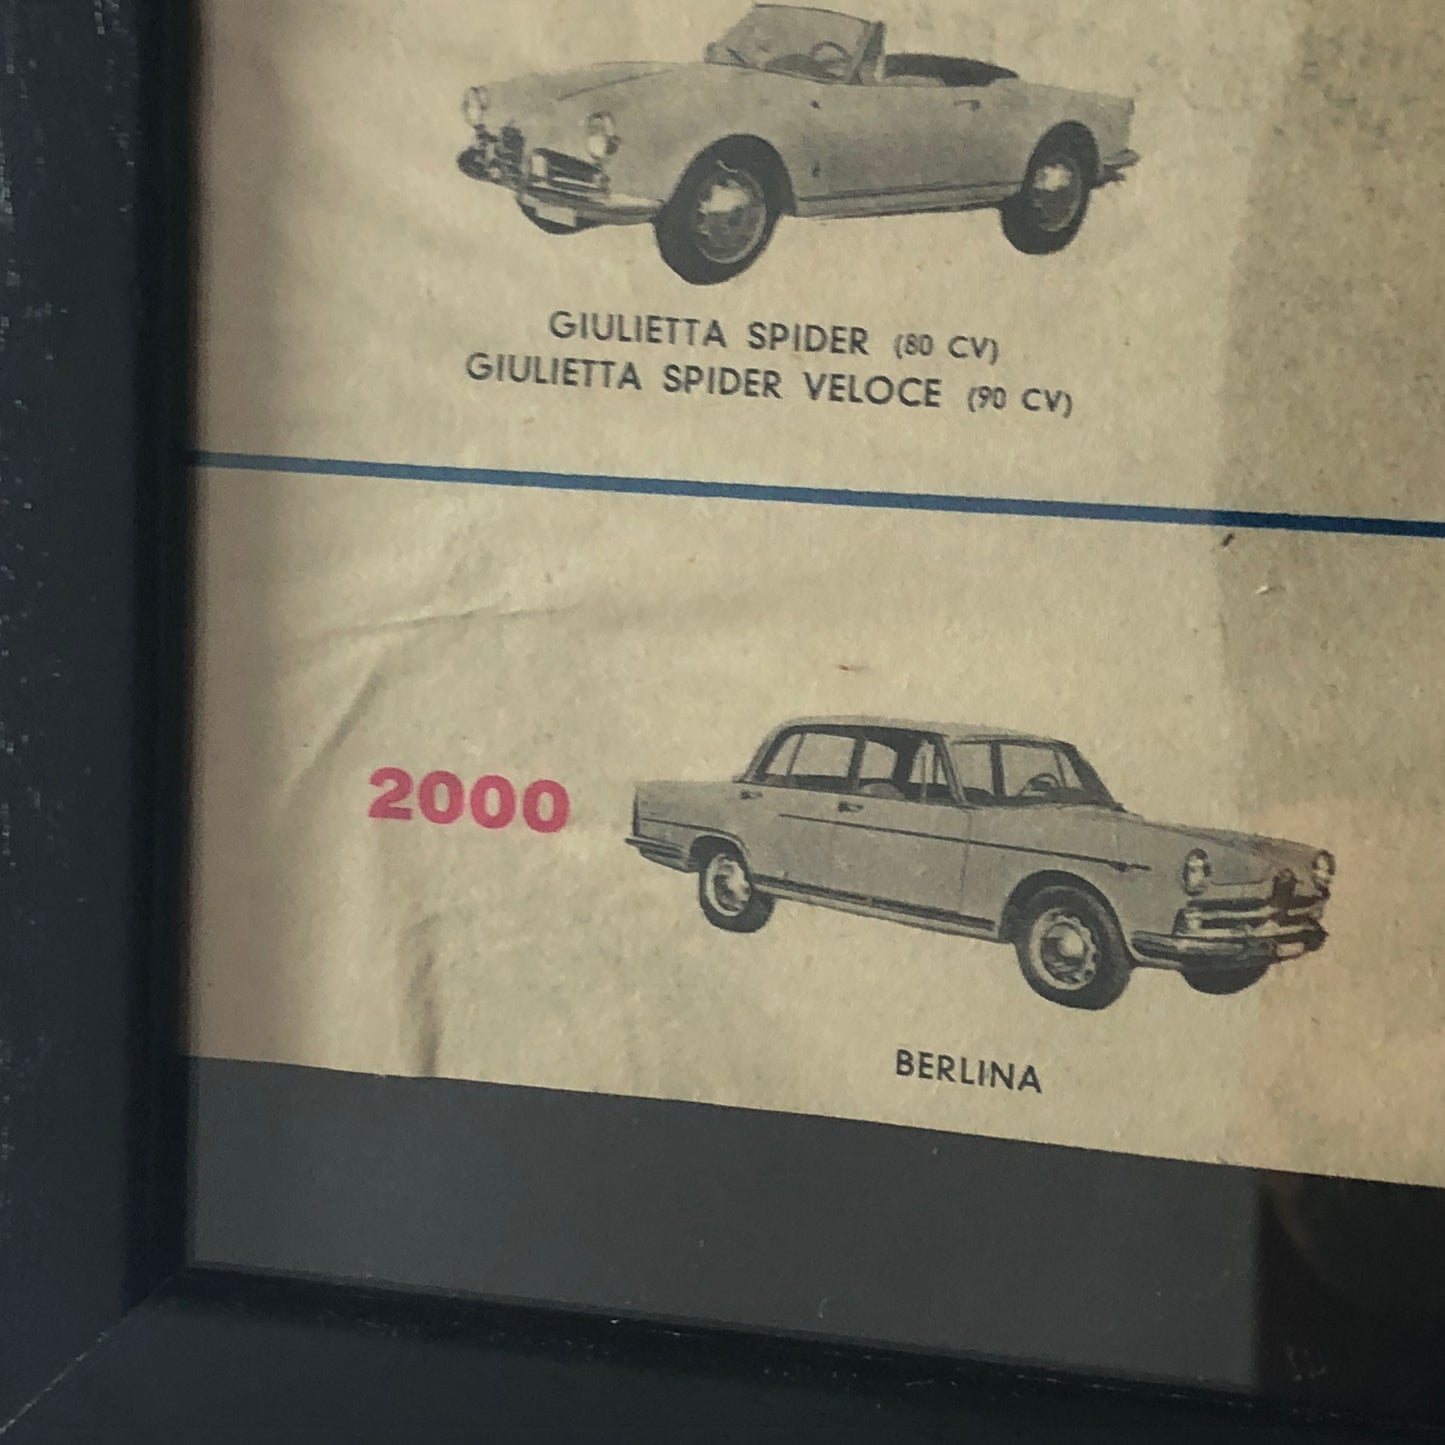 GIULIETTA SPIDER (80 CV)
GIULIETTA SPIDER VELOCE (90 CV)
2000
BERLINA